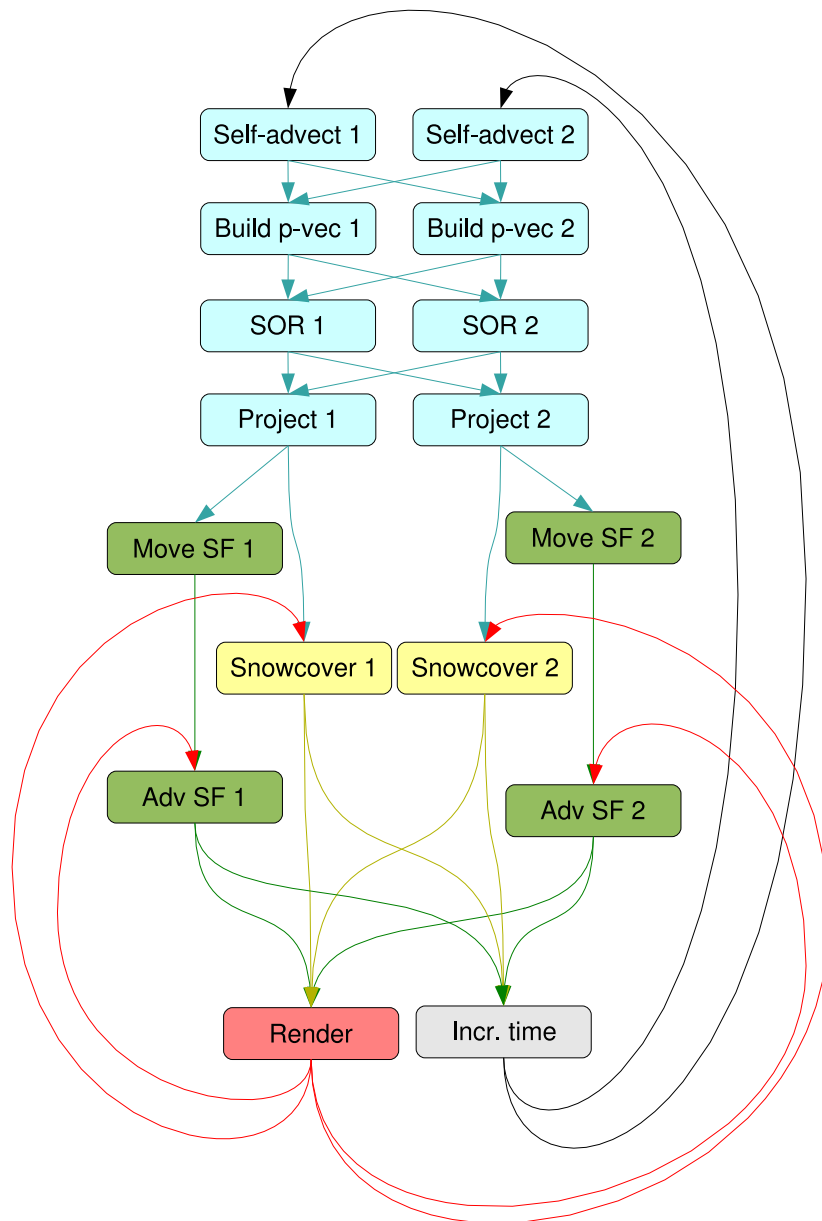 Self-advect 1
Self-advect 2
Build p-vec 1
Build p-vec 2
SOR 1
SOR 2
Project 1
Project 2
Move SF 1
Move SF 2
Snowcover 1
Snowcover 2
Adv SF 1
Adv SF 2
Render
Incr. time